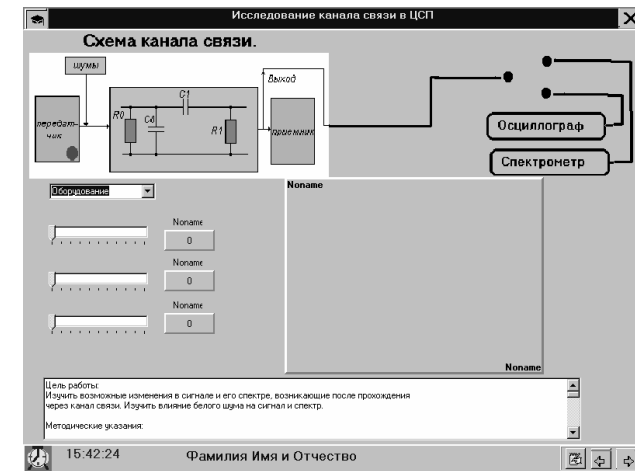 Исследование канала связи в ЦСП
Схема канала связи.
шумы
передат-
чик
R0
Cd
C1
R1
Выход
приемник
Осциллограф
Спектрометр
Оборудование
Noname
0
Noname
0
Noname
0
Noname
Noname
Цель работы:
Изучить возможные изменения в сигнале и его спектре, возникающие после прохождения
через канал связи. Изучить влияние белого шума на сигнал и спектр.
Методические указания:
15:42:24
Фамилия Имя и Отчество